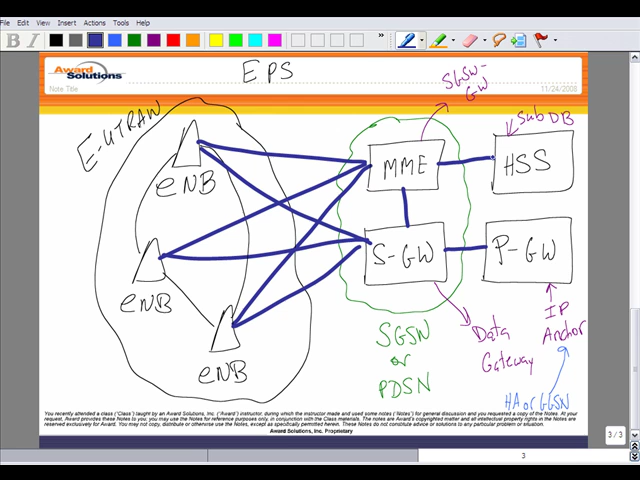 File Edit View Insert Actions Tools Help
B I
Award
Solutions
EPS
Note Title
11/24/2008
E-UTRAN
SGSN-
GW
Sub DB
eNB
MME
HSS
eNB
S-GW
P-GW
eNB
SGSN
or
PDSN
Data
Gateway
IP
Anchor
HA or GGSN
You recently attended a class ("Class") taught by an Award Solutions, Inc. ("Award") instructor, during which the instructor made and used some notes ("Notes") for general discussion and you requested a copy of the Notes. At your
request, Award provides these Notes to you; you may use the Notes for reference purposes only, in conjunction with the Class materials. The notes are Award's copyrighted material and all intellectual property rights in the Notes are
reserved exclusively for Award. You may not copy, distribute or otherwise use the Notes, except as specifically permitted herein. These Notes do not constitute advice or solutions to any particular problem or situation.
Award Solutions, Inc. Proprietary
3 / 3
3